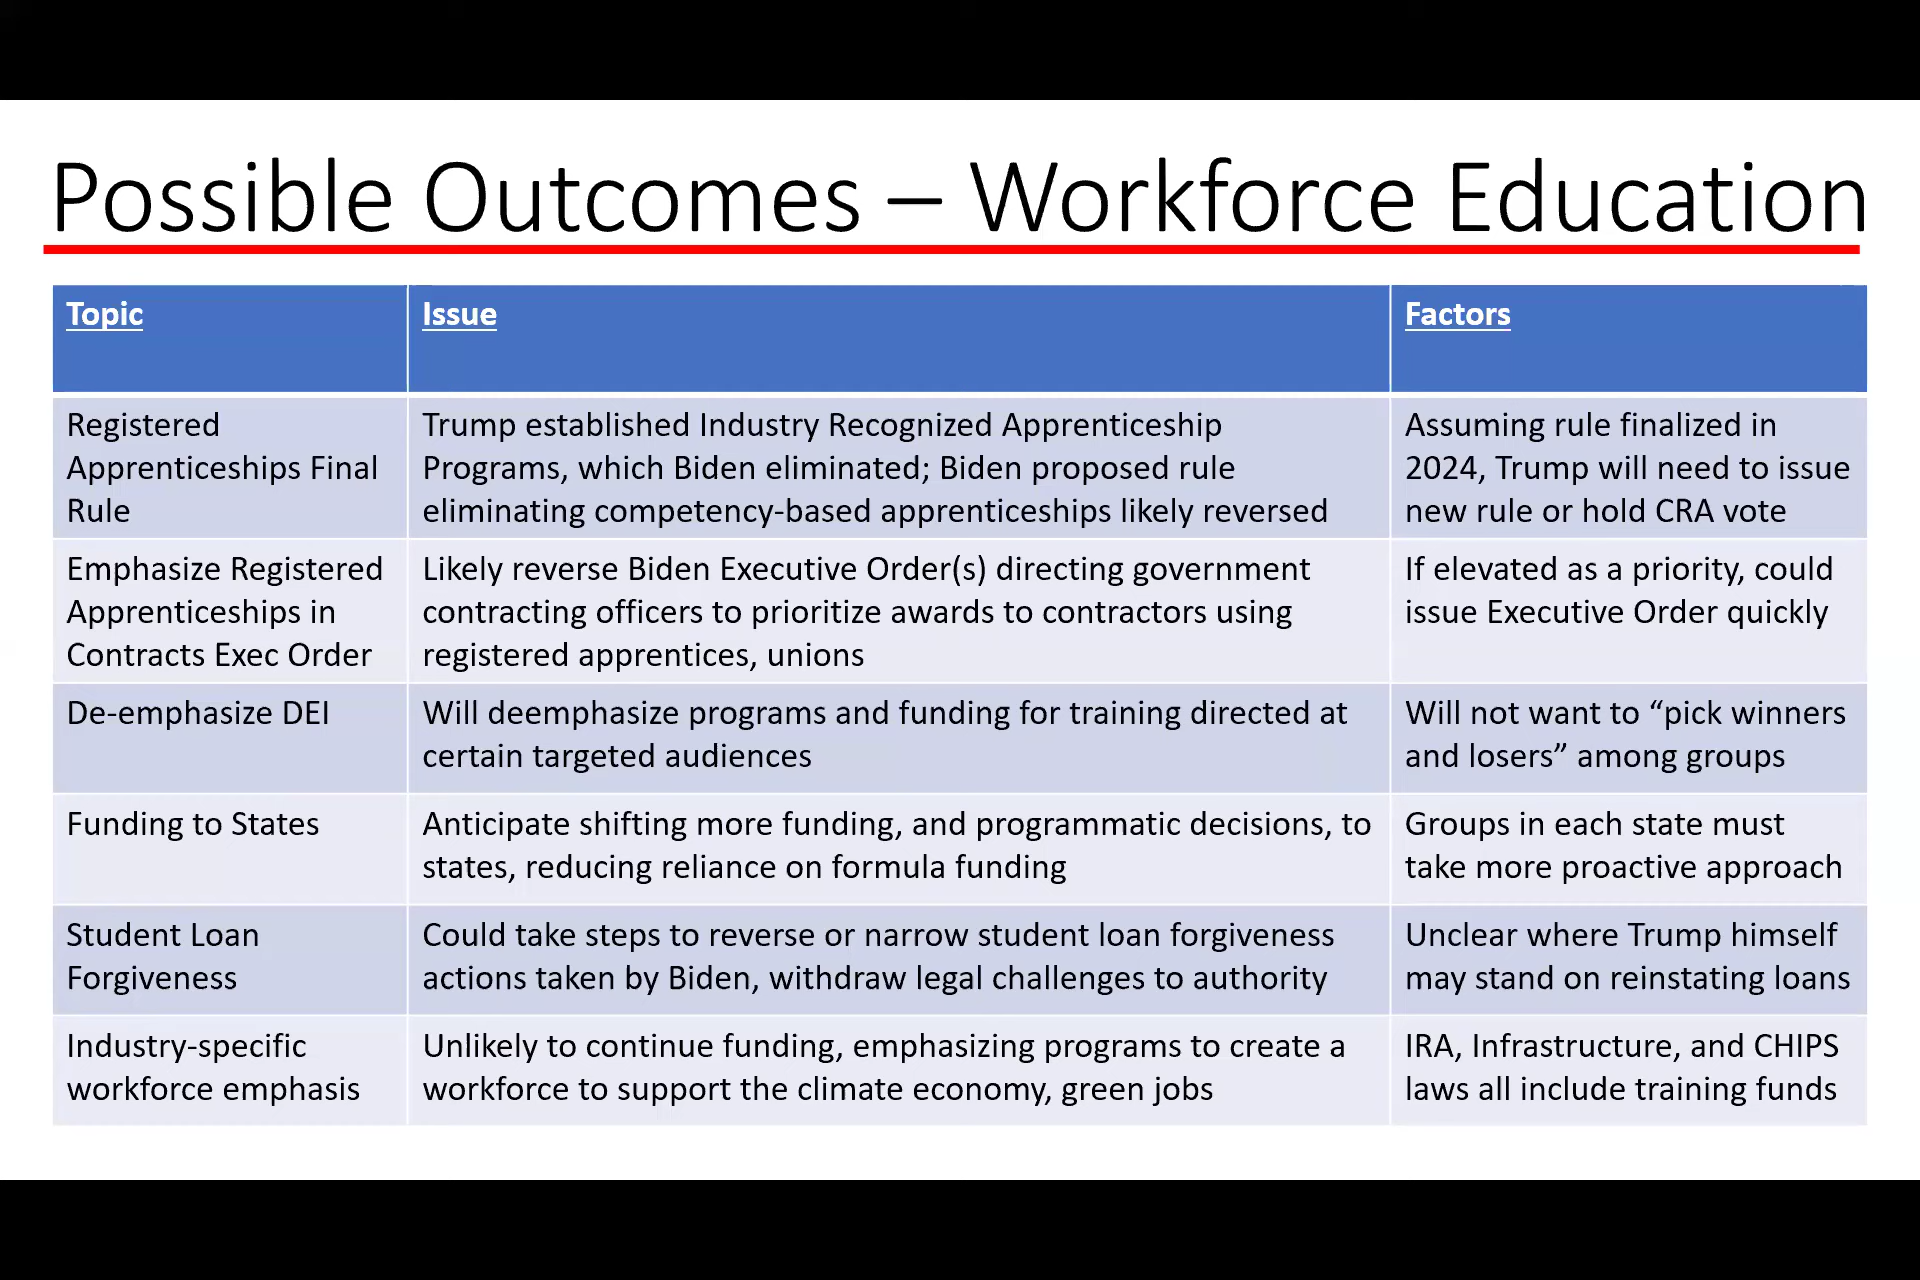 Possible Outcomes – Workforce Education
Topic
Issue
Factors
Registered
Apprenticeships Final
Rule
Trump established Industry Recognized Apprenticeship
Programs, which Biden eliminated; Biden proposed rule
eliminating competency-based apprenticeships likely reversed
Assuming rule finalized in
2024, Trump will need to issue
new rule or hold CRA vote
Emphasize Registered
Apprenticeships in
Contracts Exec Order
Likely reverse Biden Executive Order(s) directing government
contracting officers to prioritize awards to contractors using
registered apprentices, unions
If elevated as a priority, could
issue Executive Order quickly
De-emphasize DEI
Will deemphasize programs and funding for training directed at
certain targeted audiences
Will not want to “pick winners
and losers” among groups
Funding to States
Anticipate shifting more funding, and programmatic decisions, to
states, reducing reliance on formula funding
Groups in each state must
take more proactive approach
Student Loan
Forgiveness
Could take steps to reverse or narrow student loan forgiveness
actions taken by Biden, withdraw legal challenges to authority
Unclear where Trump himself
may stand on reinstating loans
Industry-specific
workforce emphasis
Unlikely to continue funding, emphasizing programs to create a
workforce to support the climate economy, green jobs
IRA, Infrastructure, and CHIPS
laws all include training funds